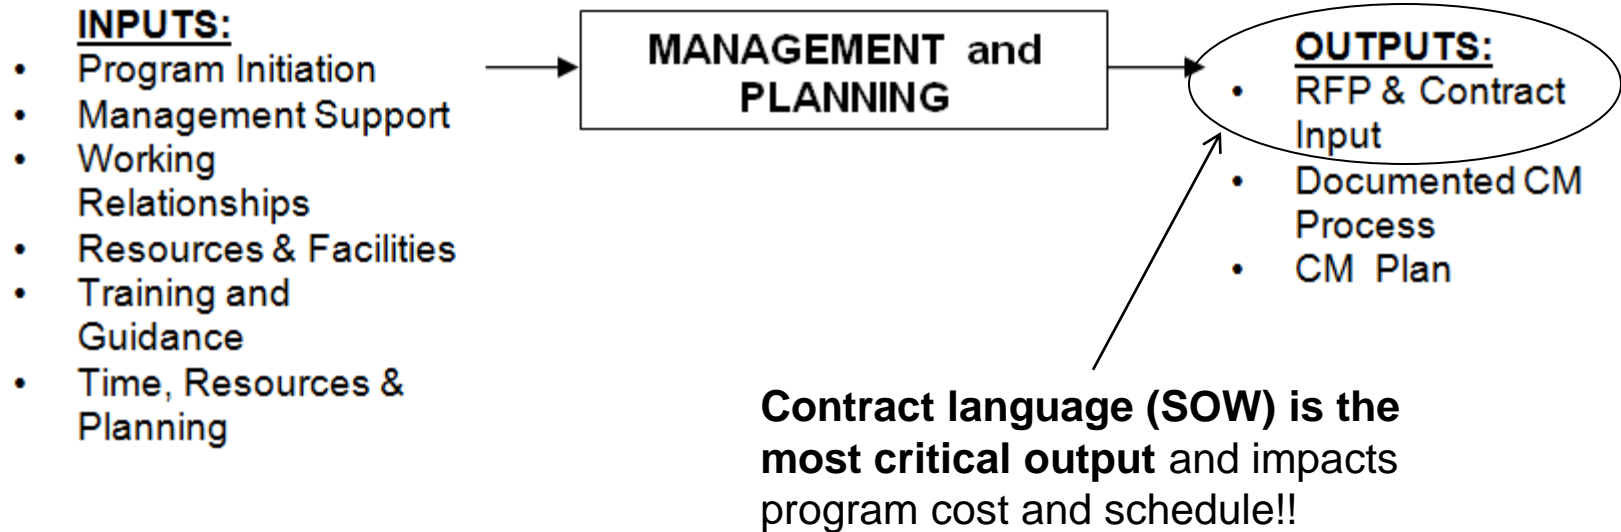 INPUTS:
• Program Initiation
• Management Support
• Working
Relationships
• Resources & Facilities
• Training and
Guidance
• Time, Resources &
Planning
MANAGEMENT and
PLANNING
OUTPUTS:
• RFP & Contract
Input
• Documented CM
Process
• CM Plan
Contract language (SOW) is the
most critical output and impacts
program cost and schedule!!